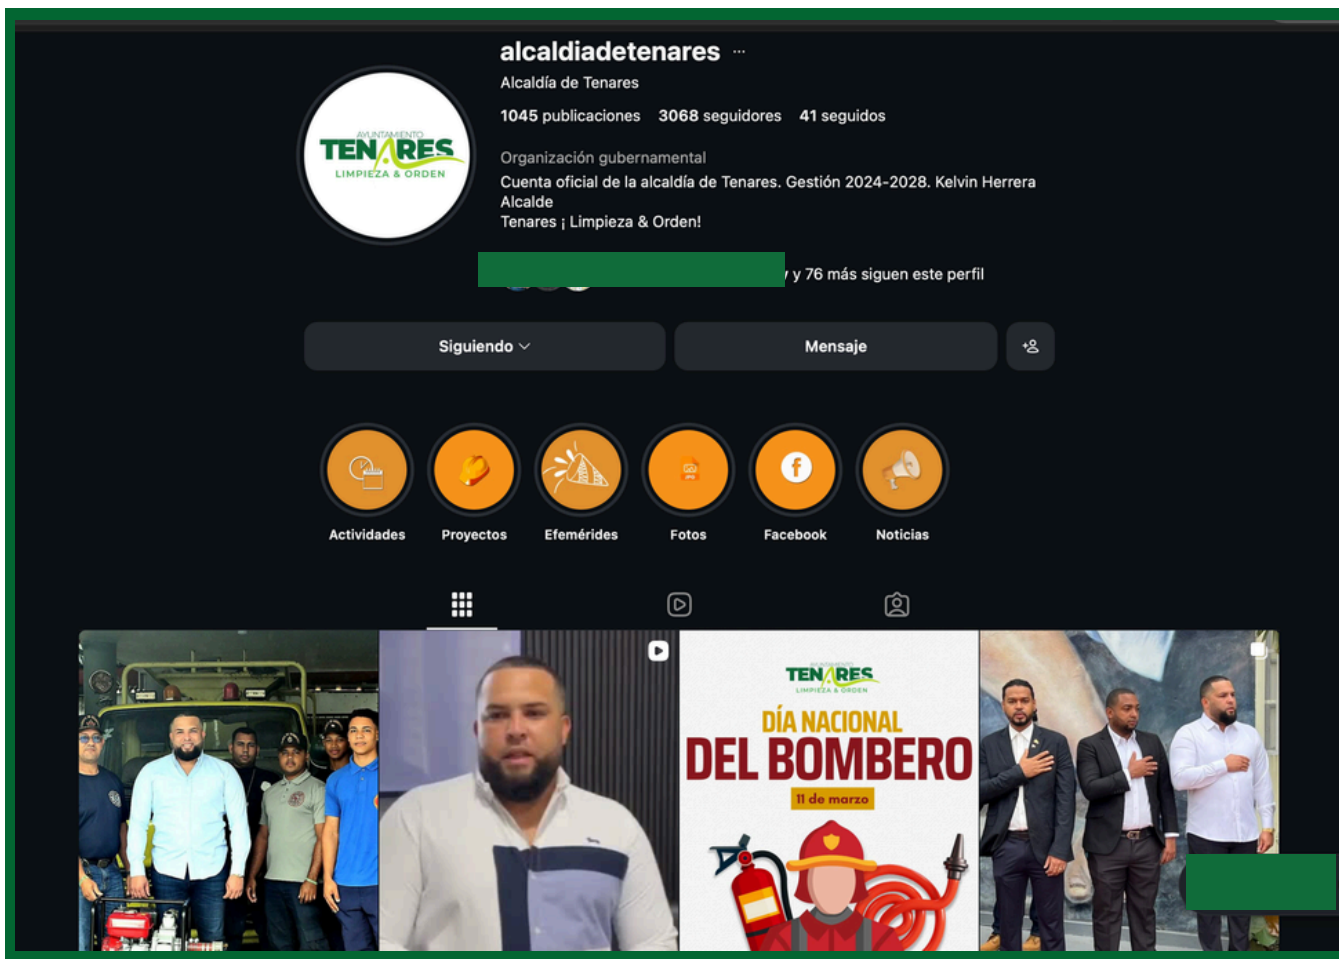 alcaldiadetenares ...
Alcaldía de Tenares
1045 publicaciones 3068 seguidores 41 seguidos
AYUNTAMIENTO
TENARES
LIMPIEZA & ORDEN
Organización gubernamental
Cuenta oficial de la alcaldía de Tenares. Gestión 2024-2028. Kelvin Herrera
Alcalde
Tenares ¡ Limpieza & Orden!
y 76 más siguen este perfil
Siguiendo
Mensaje
Actividades
Proyectos
Efemérides
Fotos
Facebook
Noticias
AYUNTAMIENTO
TENARES
LIMPIEZA & ORDEN
DÍA NACIONAL
DEL BOMBERO
11 de marzo